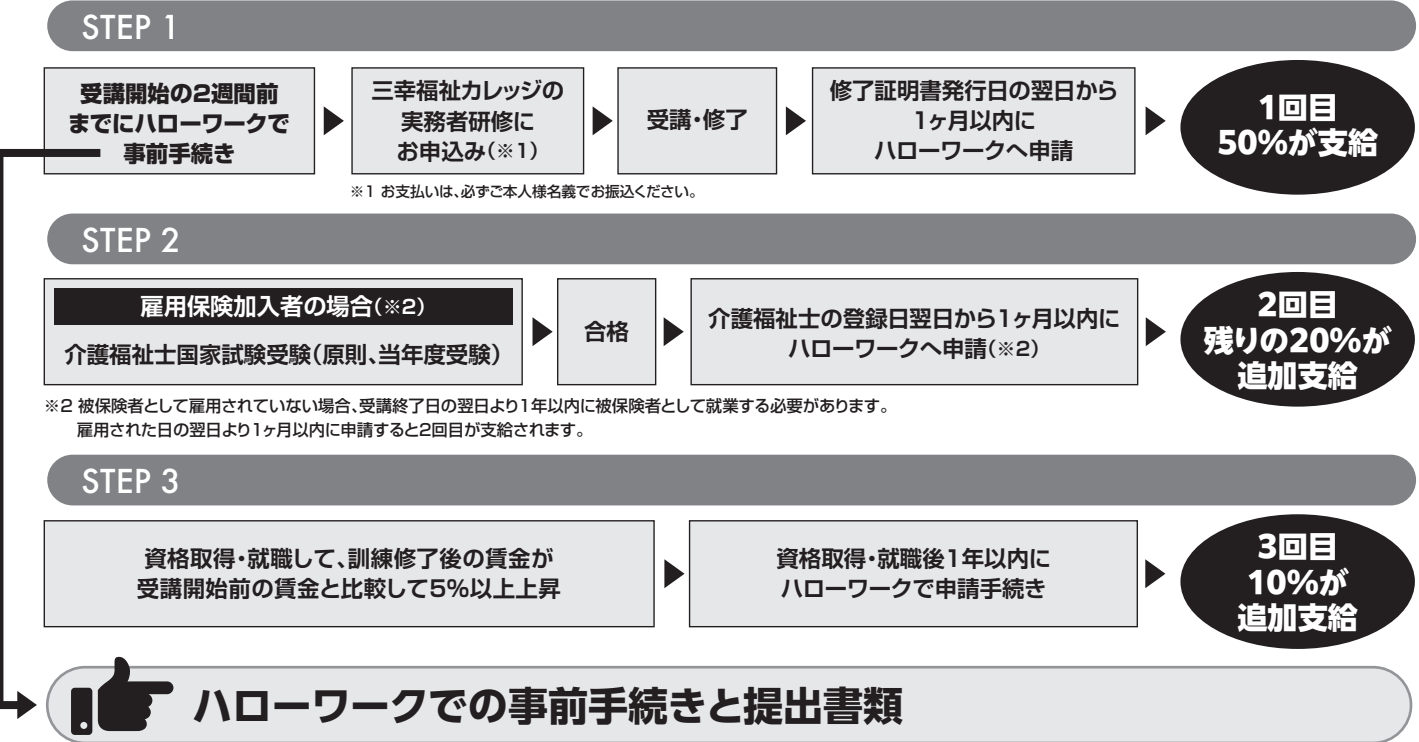 STEP 1
受講開始の2週間前
までにハローワークで
事前手続き
三幸福祉カレッジの
実務者研修に
お申込み(※1)
受講・修了
修了証明書発行日の翌日から
1ヶ月以内に
ハローワークへ申請
1回目
50%が支給
※1 お支払いは、必ずご本人様名義でお振込ください。
STEP 2
雇用保険加入者の場合(※2)
介護福祉士国家試験受験(原則、当年度受験)
合格
介護福祉士の登録日翌日から1ヶ月以内に
ハローワークへ申請(※2)
2回目
残りの20%が
追加支給
※2 被保険者として雇用されていない場合、受講終了日の翌日より1年以内に被保険者として就業する必要があります。
雇用された日の翌日より1ヶ月以内に申請すると2回目が支給されます。
STEP 3
資格取得・就職して、訓練修了後の賃金が
受講開始前の賃金と比較して5%以上上昇
資格取得・就職後1年以内に
ハローワークで申請手続き
3回目
10%が
追加支給
ハローワークでの事前手続きと提出書類